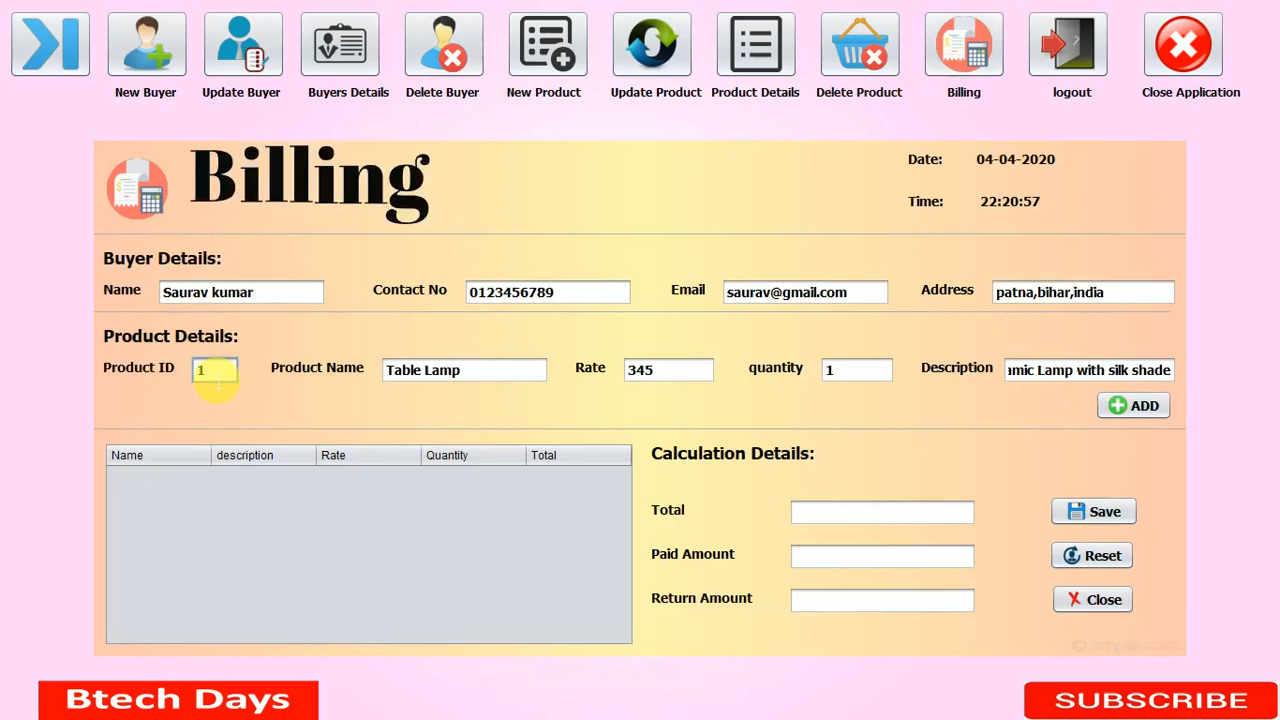 New Buyer Update Buyer Buyers Details Delete Buyer New Product Update Product Product Details Delete Product Billing logout Close Application
Billing
Date: 04-04-2020
Time: 22:20:57
Buyer Details:
Name Saurav kumar Contact No 0123456789 Email saurav@gmail.com Address patna,bihar,india
Product Details:
Product ID 1 Product Name Table Lamp Rate 345 quantity 1 Description amic Lamp with silk shade
ADD
Name description Rate Quantity Total
Calculation Details:
Total Save
Paid Amount Reset
Return Amount Close
Btech Days SUBSCRIBE